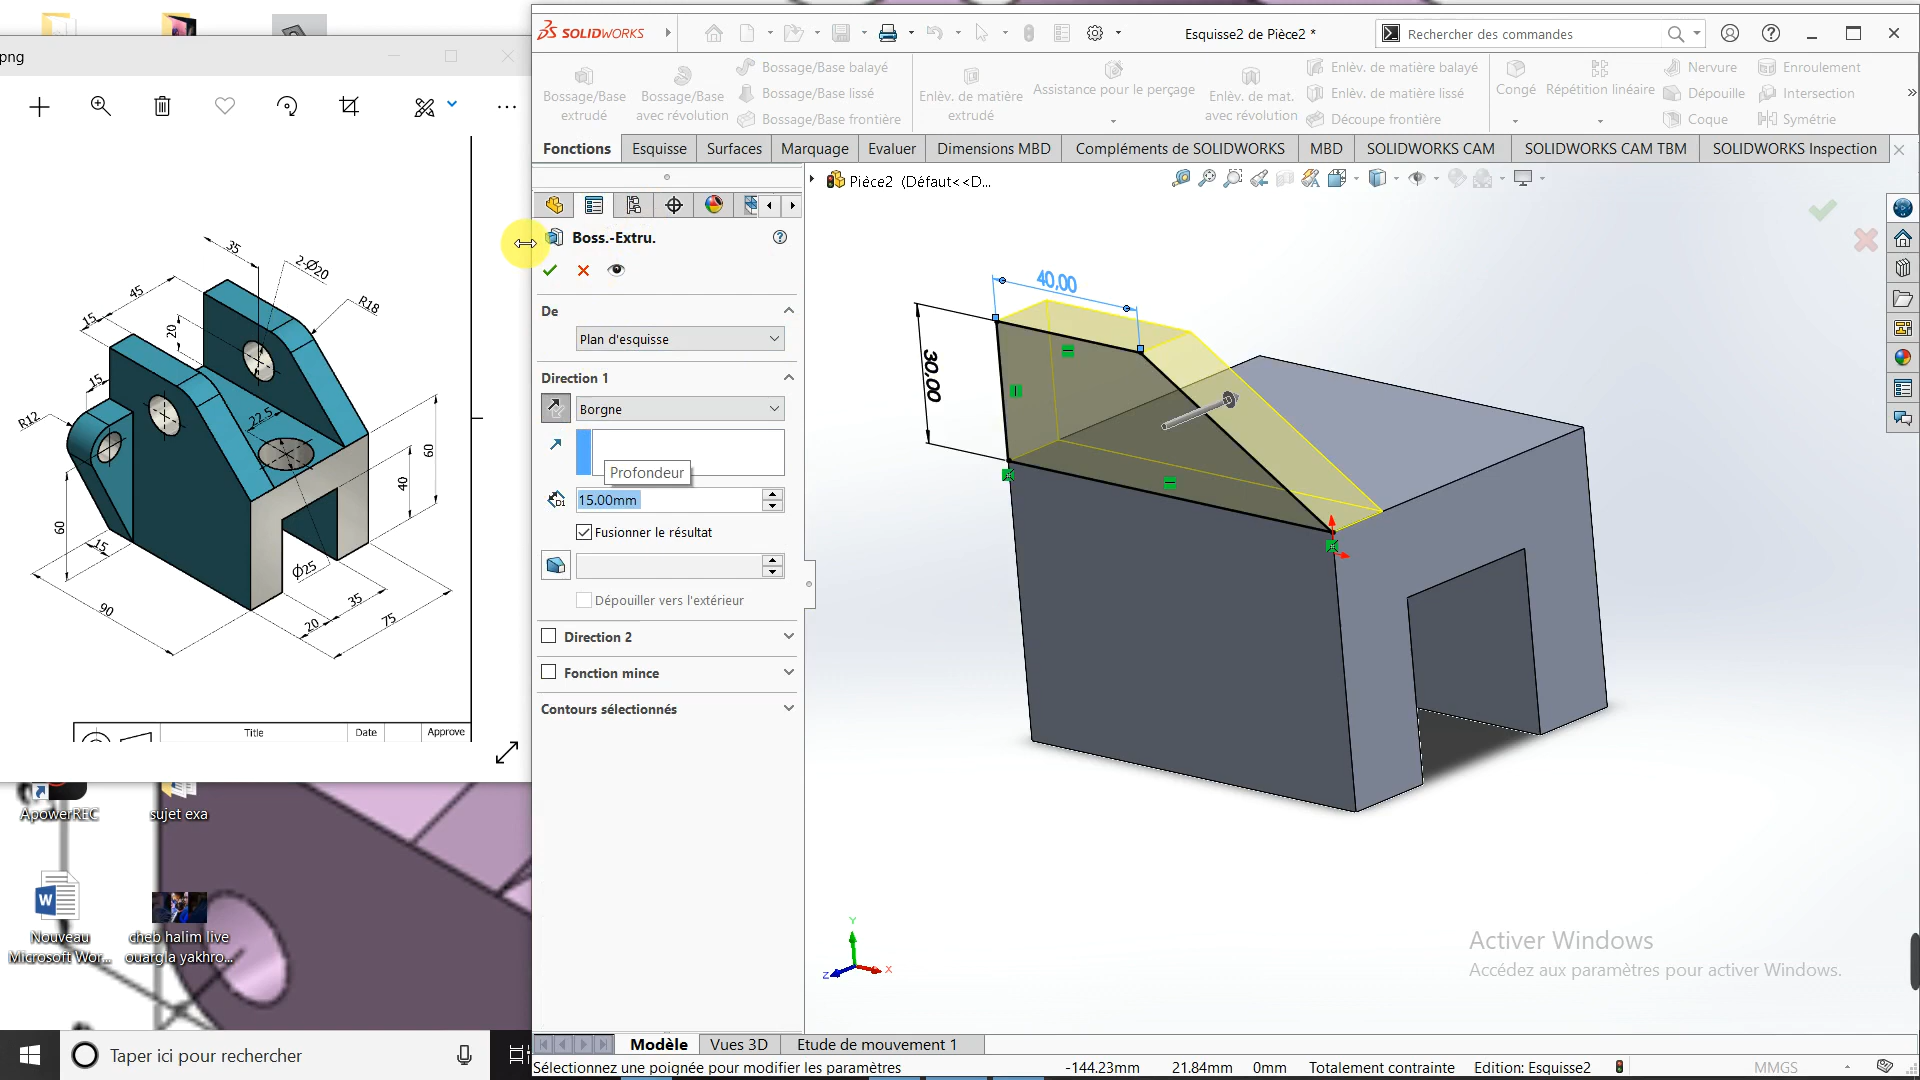 png
35
2-Ø20
45
R18
15
20
15
R12
22.5
60
40
60
15
Ø25
90
35
20
75
Title
Date
Approve
ApowerREC
sujet exa
Nouveau
Microsoft Wor...
cheb halim live
ouargla yakhro...
Taper ici pour rechercher
SOLIDWORKS
Esquisse2 de Pièce2 *
Rechercher des commandes
Bossage/Base
extrudé
Bossage/Base
avec révolution
Bossage/Base balayé
Bossage/Base lissé
Bossage/Base frontière
Enlèv. de matière
extrudé
Assistance pour le perçage
Enlèv. de mat.
avec révolution
Enlèv. de matière balayé
Enlèv. de matière lissé
Découpe frontière
Congé
Répétition linéaire
Nervure
Dépouille
Coque
Enroulement
Intersection
Symétrie
Fonctions
Esquisse
Surfaces
Marquage
Evaluer
Dimensions MBD
Compléments de SOLIDWORKS
MBD
SOLIDWORKS CAM
SOLIDWORKS CAM TBM
SOLIDWORKS Inspection
Pièce2 (Défaut<<D...
Boss.-Extru.
De
Plan d'esquisse
Direction 1
Borgne
Profondeur
D1
15.00mm
Fusionner le résultat
Dépouiller vers l'extérieur
Direction 2
Fonction mince
Contours sélectionnés
40,00
30,00
Y
X
Z
Activer Windows
Accédez aux paramètres pour activer Windows.
Modèle
Vues 3D
Etude de mouvement 1
Sélectionnez une poignée pour modifier les paramètres
-144.23mm
21.84mm
0mm
Totalement contrainte
Edition: Esquisse2
MMGS